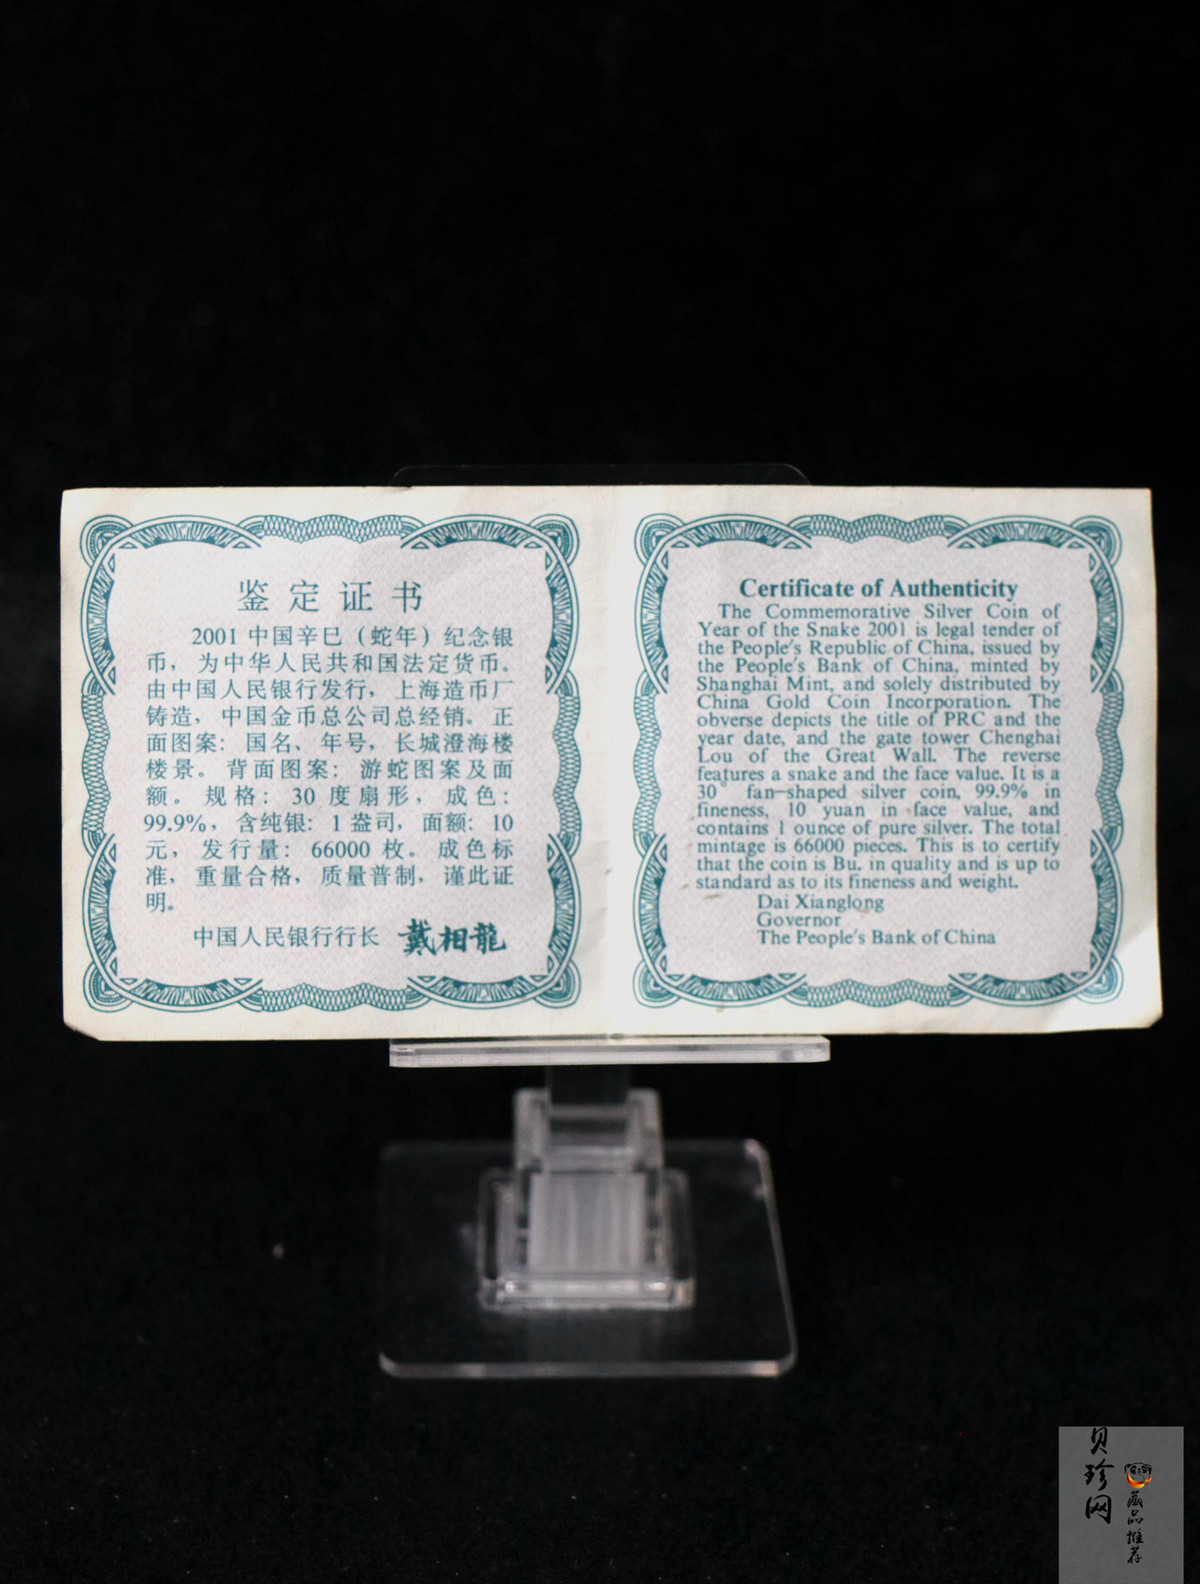 鉴定证书
2001 中国辛巳（蛇年）纪念银
币，为中华人民共和国法定货币。
由中国人民银行发行，上海造币厂
铸造，中国金币总公司总经销。正
面图案：国名、年号，长城澄海楼
楼景。背面图案：游蛇图案及面
额。规格：30 度扇形，成色：
99.9%，含纯银：1 盎司，面额：10
元，发行量：66000 枚。成色标
准，重量合格，质量普制，谨此证
明。
中国人民银行行长 戴相龍
Certificate of Authenticity
The Commemorative Silver Coin of
Year of the Snake 2001 is legal tender of
the People's Republic of China, issued by
the People's Bank of China, minted by
Shanghai Mint, and solely distributed by
China Gold Coin Incorporation. The
obverse depicts the title of PRC and the
year date, and the gate tower Chenghai
Lou of the Great Wall. The reverse
features a snake and the face value. It is a
30° fan-shaped silver coin, 99.9% in
fineness, 10 yuan in face value, and
contains 1 ounce of pure silver. The total
mintage is 66000 pieces. This is to certify
that the coin is Bu. in quality and is up to
standard as to its fineness and weight.
Dai Xianglong
Governor
The People's Bank of China
贝珍网
藏品推荐